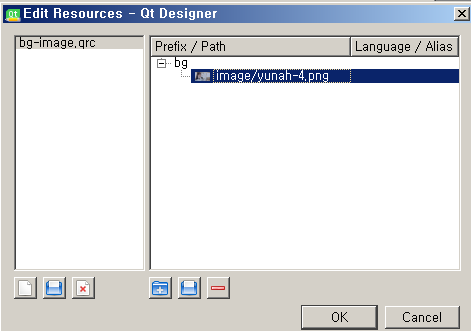 Edit Resources - Qt Designer
bg-image.qrc
Prefix / Path
Language / Alias
bg
image/yunah-4.png
OK
Cancel